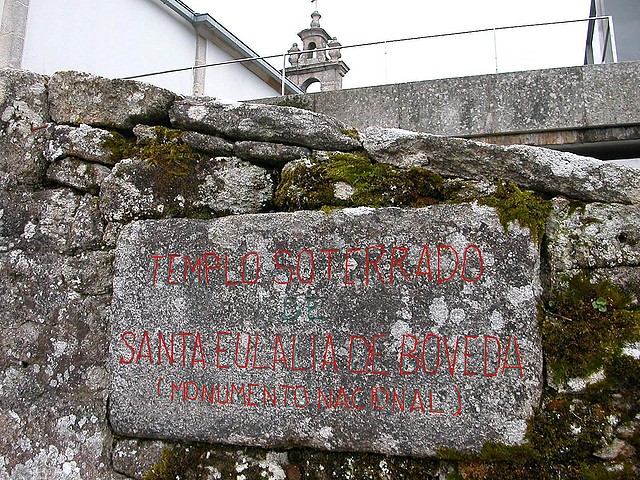 TEMPLO SOTERRADO
DE
SANTA EULALIA DE BOVEDA
(MONUMENTO NACIONAL)